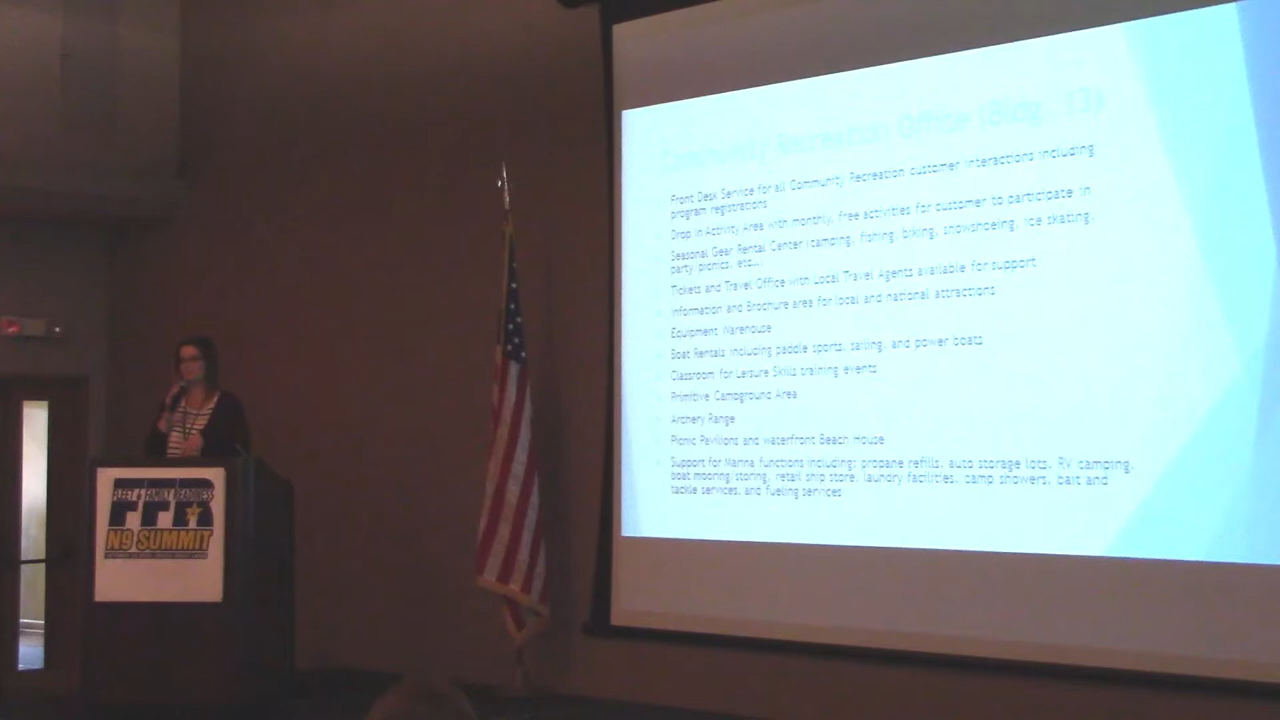 FLEET & FAMILY READINESS
FFR
N9 SUMMIT
Community Recreation Office (Bldg. 13)
Front Desk Service for all Community Recreation customer interactions including
program registrations
Drop in Activity Area with monthly, free activities for customer to participate in
Seasonal Gear Rental Center (camping, fishing, biking, snowshoeing, ice skating,
party/picnics, etc...
Tickets and Travel Office with Local Travel Agents available for support
Information and Brochure area for local and national attractions
Equipment Warehouse
Boat Rentals including paddle sports, sailing, and power boats
Classroom for Leisure Skills training events
Primitive Campground Area
Archery Range
Picnic Pavilions and waterfront Beach House
Support for Marina functions including: propane refills, auto storage lots, RV camping,
boat mooring/storing, retail ship store, laundry facilities, camp showers, bait and
tackle services, and fueling services